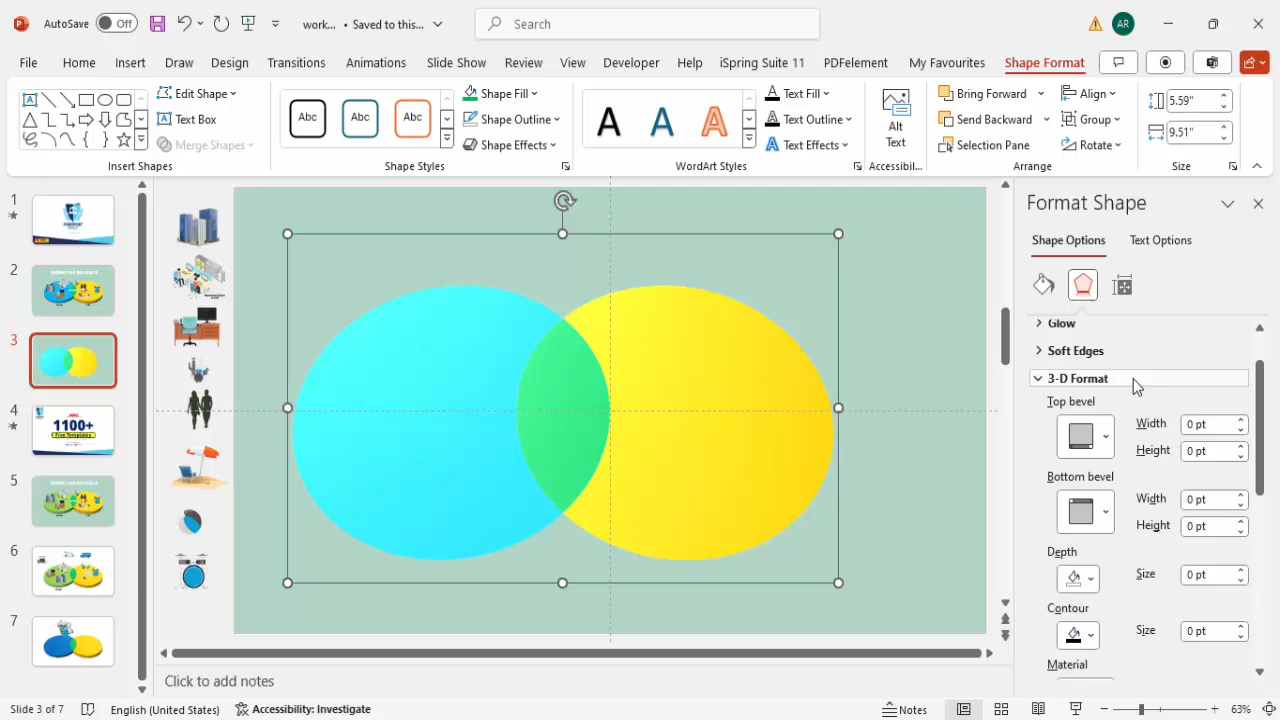 AutoSave Off work... • Saved to this... Search AR
File Home Insert Draw Design Transitions Animations Slide Show Review View Developer Help iSpring Suite 11 PDFelement My Favourites Shape Format
Edit Shape
Text Box
Merge Shapes
Insert Shapes
Abc Abc Abc
Shape Fill
Shape Outline
Shape Effects
Shape Styles
A A A
Text Fill
Text Outline
Text Effects
WordArt Styles
Alt
Text
Accessibil...
Bring Forward
Send Backward
Selection Pane
Align
Group
Rotate
Arrange
5.59"
9.51"
Size
1
2
3
4
1100+
5
6
7
Format Shape
Shape Options Text Options
Glow
Soft Edges
3-D Format
Top bevel
Width 0 pt
Height 0 pt
Bottom bevel
Width 0 pt
Height 0 pt
Depth
Size 0 pt
Contour
Size 0 pt
Material
Click to add notes
Slide 3 of 7 English (United States) Accessibility: Investigate Notes 63%